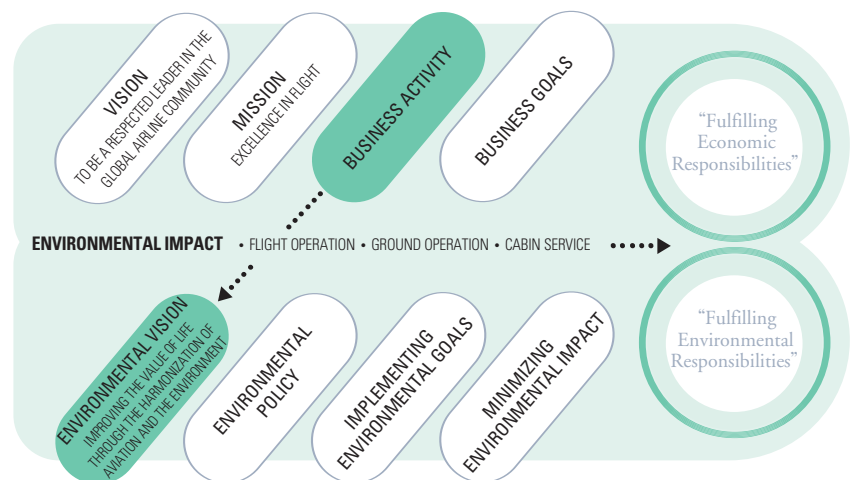 VISION
TO BE A RESPECTED LEADER IN THE
GLOBAL AIRLINE COMMUNITY
MISSION
EXCELLENCE IN FLIGHT
BUSINESS ACTIVITY
BUSINESS GOALS
“Fulfilling
Economic
Responsibilities”
ENVIRONMENTAL IMPACT • FLIGHT OPERATION • GROUND OPERATION • CABIN SERVICE
ENVIRONMENTAL VISION
IMPROVING THE VALUE OF LIFE
THROUGH THE HARMONIZATION OF
AVIATION AND THE ENVIRONMENT
ENVIRONMENTAL
POLICY
IMPLEMENTING
ENVIRONMENTAL GOALS
MINIMIZING
ENVIRONMENTAL IMPACT
“Fulfilling
Environmental
Responsibilities”